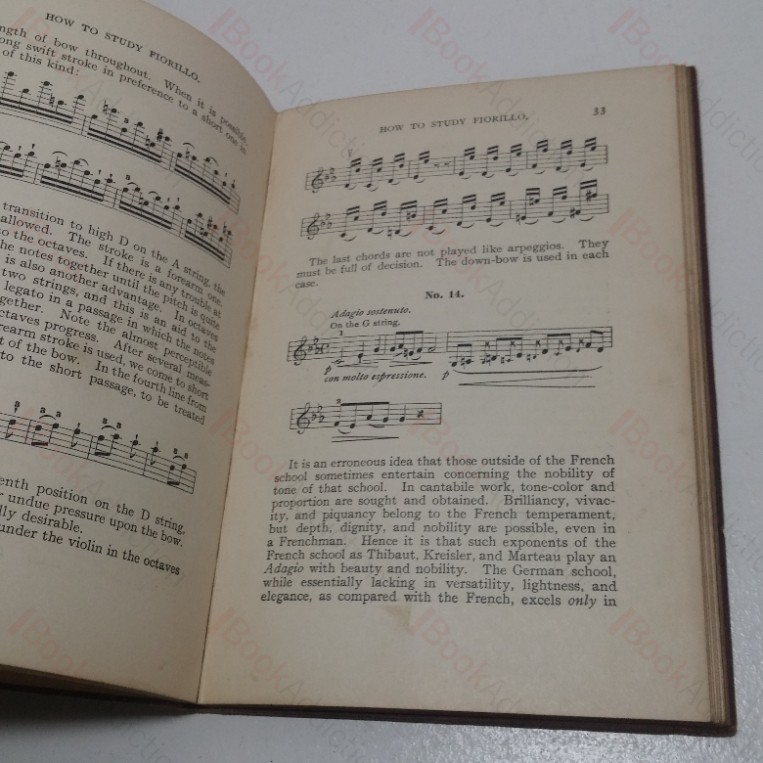 HOW TO STUDY FIORILLO.
ngth of bow throughout. When it is possible,
ong swift stroke in preference to a short one in
of this kind:
transition to high D on the A string, the
allowed. The stroke is a forearm one.
to the octaves. If there is any trouble at
the notes together until the pitch is quite
is also another advantage. In octaves
two strings, and this is an aid to the
legato in a passage in which the notes
gether. Note the almost perceptible
octaves progress. After several meas-
rearm stroke is used, we come to short
t of the bow. In the fourth line from
to the short passage, to be treated
enth position on the D string,
r undue pressure upon the bow.
lly desirable.
under the violin in the octaves
HOW TO STUDY FIORILLO.
33
The last chords are not played like arpeggios. They
must be full of decision. The down-bow is used in each
case.
No. 14.
Adagio sostenuto.
On the G string.
p
con molto espressione.
p
It is an erroneous idea that those outside of the French
school sometimes entertain concerning the nobility of
tone of that school. In cantabile work, tone-color and
proportion are sought and obtained. Brilliancy, vivac-
ity, and piquancy belong to the French temperament,
but depth, dignity, and nobility are possible, even in
a Frenchman. Hence it is that such exponents of the
French school as Thibaut, Kreisler, and Marteau play an
Adagio with beauty and nobility. The German school,
while essentially lacking in versatility, lightness, and
elegance, as compared with the French, excels only in
BookAddiction